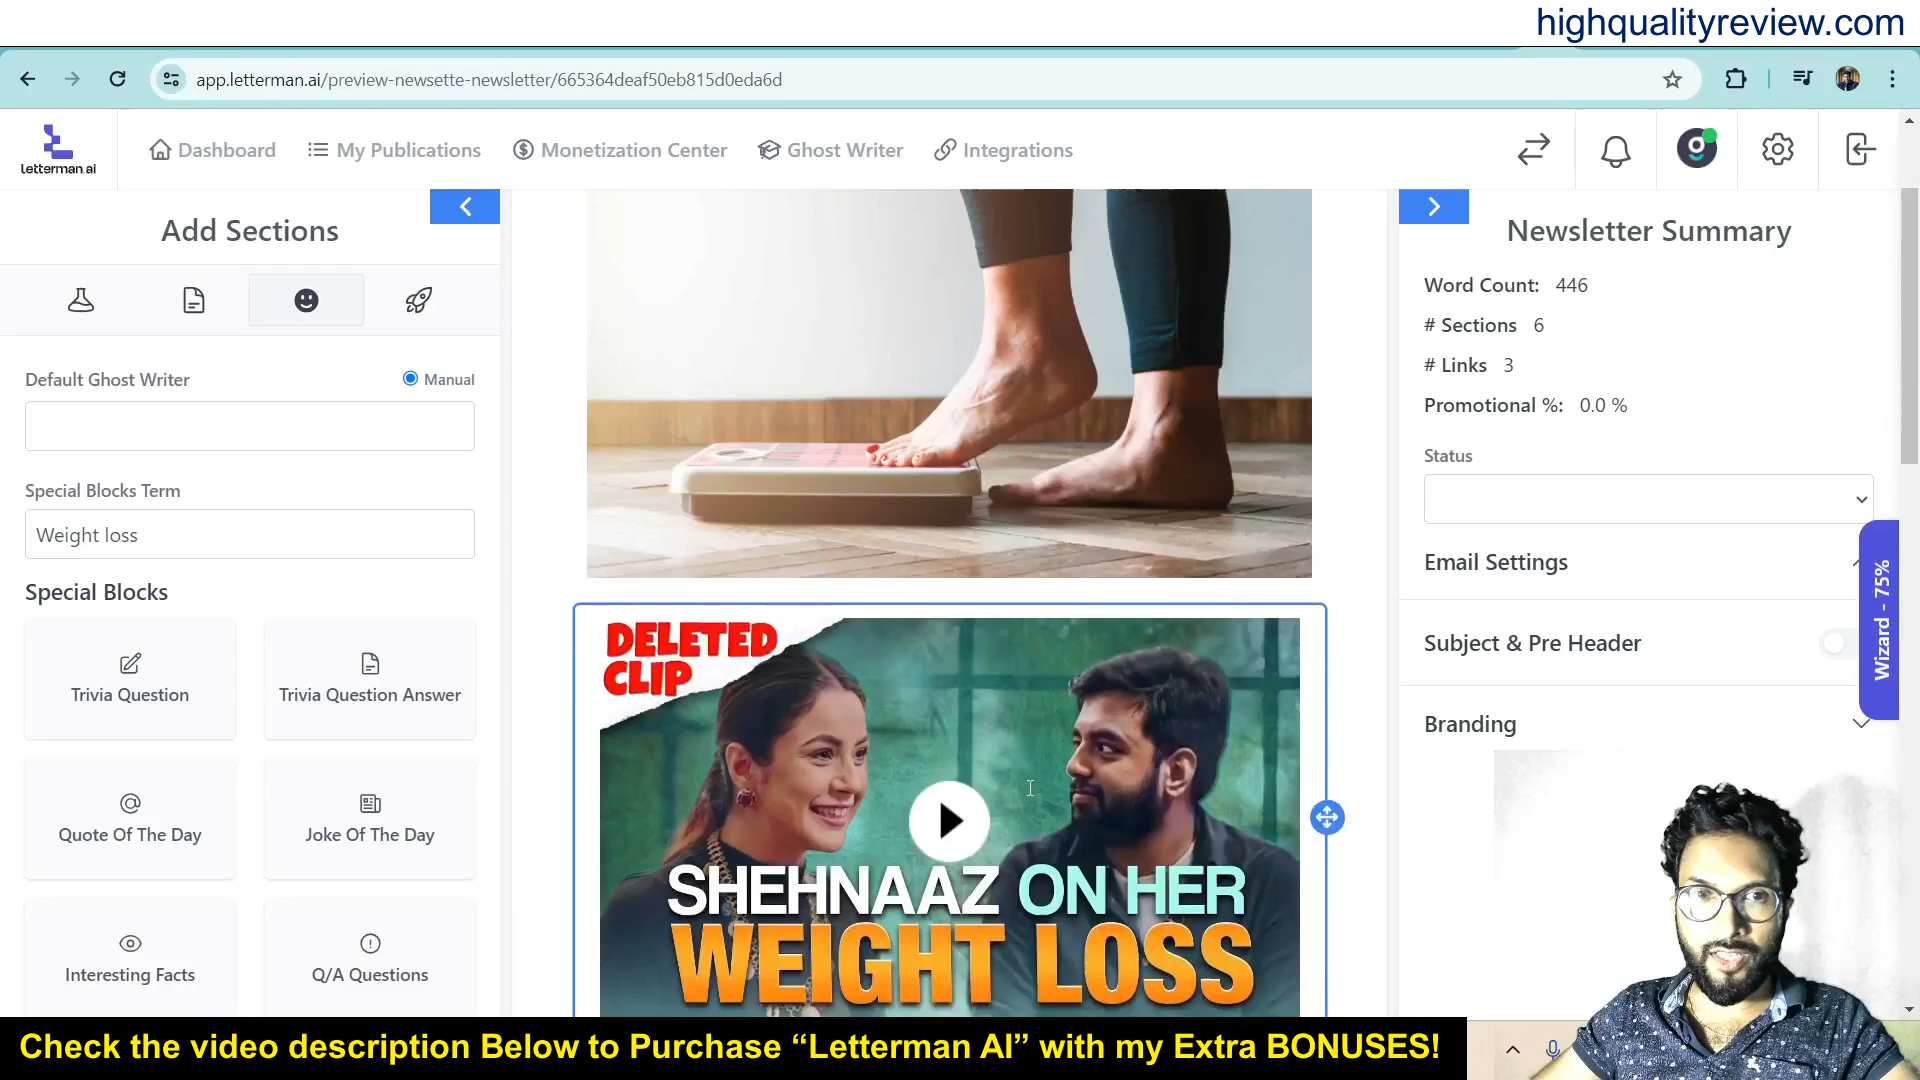 highqualityreview.com
app.letterman.ai/preview-newsette-newsletter/665364deaf50eb815d0eda6d
Letterman.ai
Dashboard
My Publications
Monetization Center
Ghost Writer
Integrations
Add Sections
Default Ghost Writer
Manual
Special Blocks Term
Weight loss
Special Blocks
Trivia Question
Trivia Question Answer
Quote Of The Day
Joke Of The Day
Interesting Facts
Q/A Questions
DELETED
CLIP
SHEHNAAZ ON HER
WEIGHT LOSS
Newsletter Summary
Word Count: 446
# Sections 6
# Links 3
Promotional %: 0.0 %
Status
Email Settings
Subject & Pre Header
Branding
Wizard - 75%
Check the video description Below to Purchase “Letterman AI” with my Extra BONUSES!